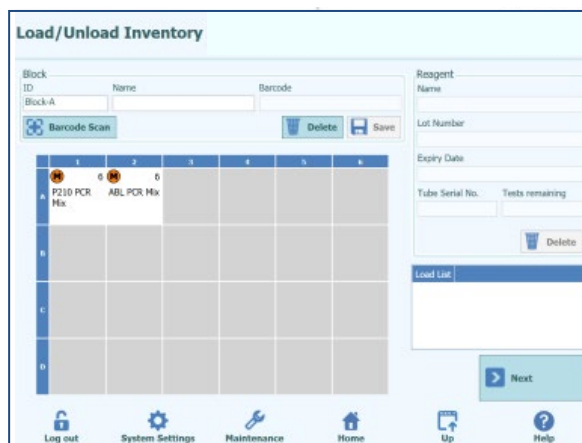 Load/Unload Inventory
Block
ID
Name
Barcode
Block-A
Barcode Scan
Delete
Save
1 2 3 4 5 6
A
M 6
P210 PCR
Mix
M 6
ABL PCR Mix
B
C
D
Reagent
Name
Lot Number
Expiry Date
Tube Serial No.
Tests remaining
Delete
Load List
Next
Log out
System Settings
Maintenance
Home
Up
Help